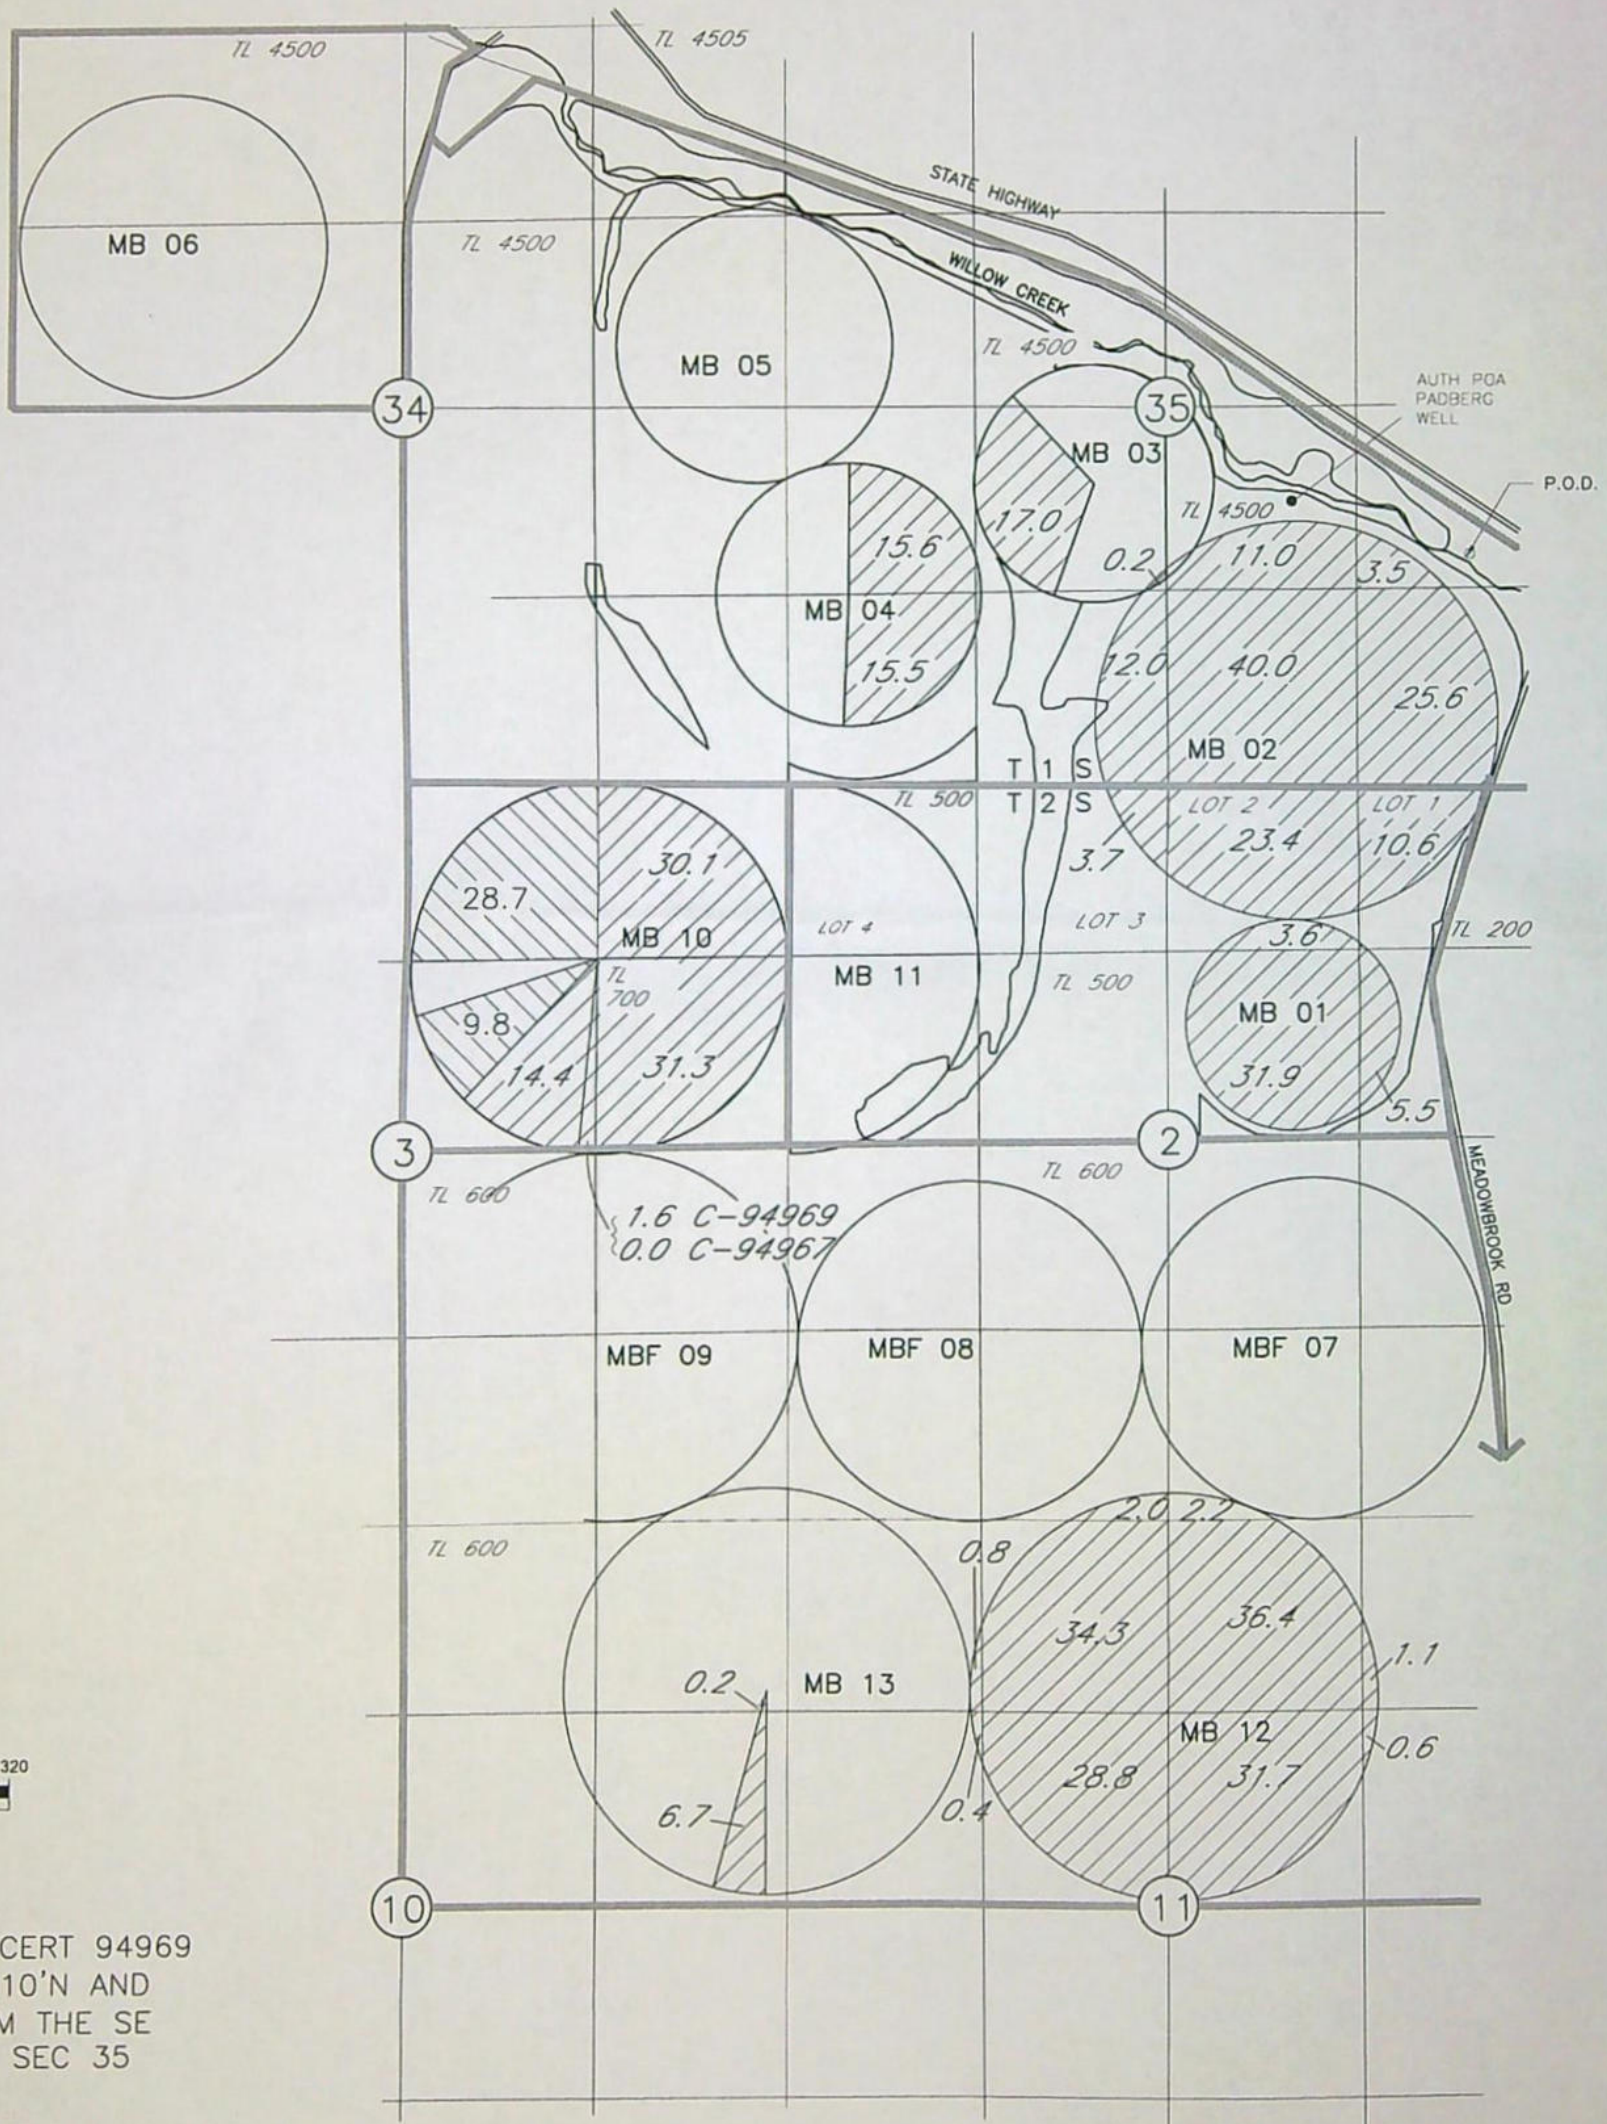 TL 4500
TL 4505
STATE HIGHWAY
MB 06
TL 4500
WILLOW CREEK
MB 05
TL 4500
34
35
AUTH POA
PADBERG
WELL
MB 03
P.O.D.
17.0
TL 4500
15.6
0.2
11.0
3.5
MB 04
15.5
12.0
40.0
25.6
MB 02
T 1 S
T 2 S
TL 500
LOT 2
LOT 1
30.1
3.7
23.4
10.6
28.7
MB 10
LOT 4
LOT 3
3.6
TL 200
TL
700
MB 11
TL 500
MB 01
9.8
14.4
31.3
31.9
5.5
3
2
TL 600
TL 600
MEADOWBROOK RD
1.6 C-94969
0.0 C-94967
MBF 09
MBF 08
MBF 07
2.0 2.2
TL 600
0.8
34.3
36.4
1.1
0.2
MB 13
MB 12
0.6
320
28.8
31.7
6.7
0.4
10
11
CERT 94969
10'N AND
M THE SE
SEC 35